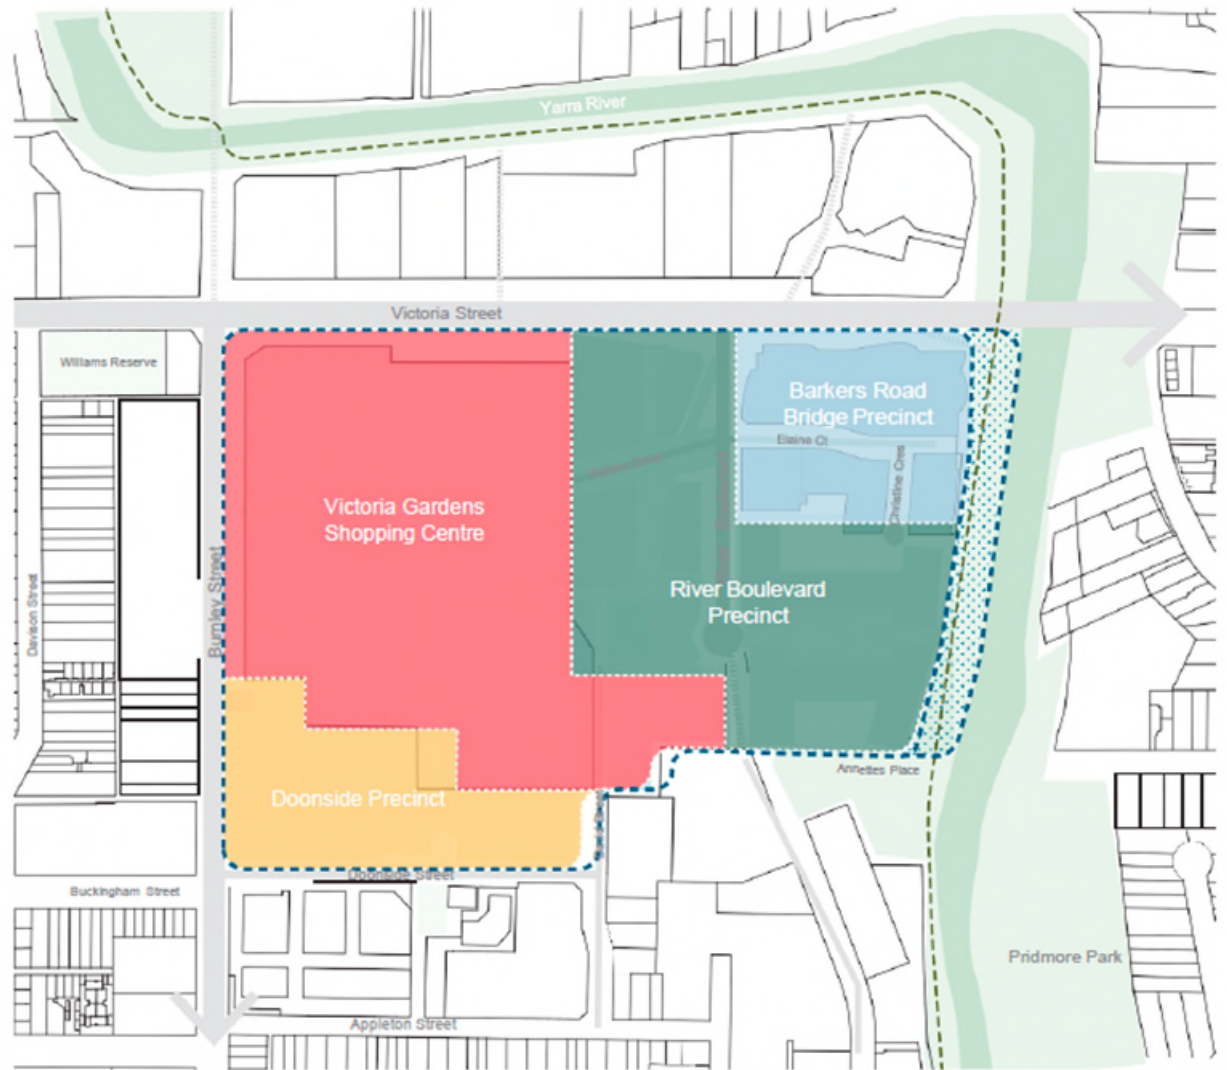 Yarra River
Victoria Street
Williams Reserve
Barkers Road
Bridge Precinct
Elaine Ct
Christine Cres
Victoria Gardens
Shopping Centre
Burnley Street
Davison Street
River Boulevard
Precinct
Annettes Place
Doonside Precinct
Doonside Street
Buckingham Street
Pridmore Park
Appleton Street